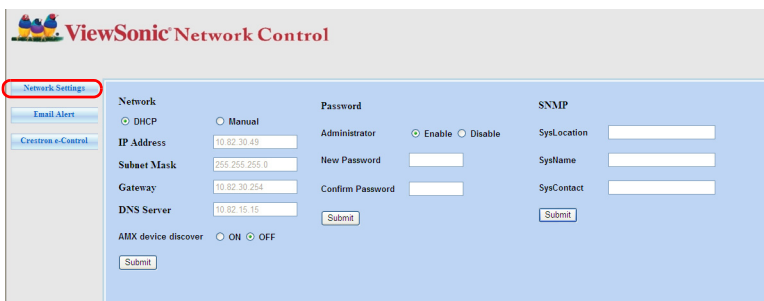 ViewSonic® Network Control
Network Settings
Email Alert
Crestron e-Control
Network
DHCP Manual
IP Address 10.82.30.49
Subnet Mask 255.255.255.0
Gateway 10.82.30.254
DNS Server 10.82.15.15
AMX device discover ON OFF
Submit
Password
Administrator Enable Disable
New Password
Confirm Password
Submit
SNMP
SysLocation
SysName
SysContact
Submit